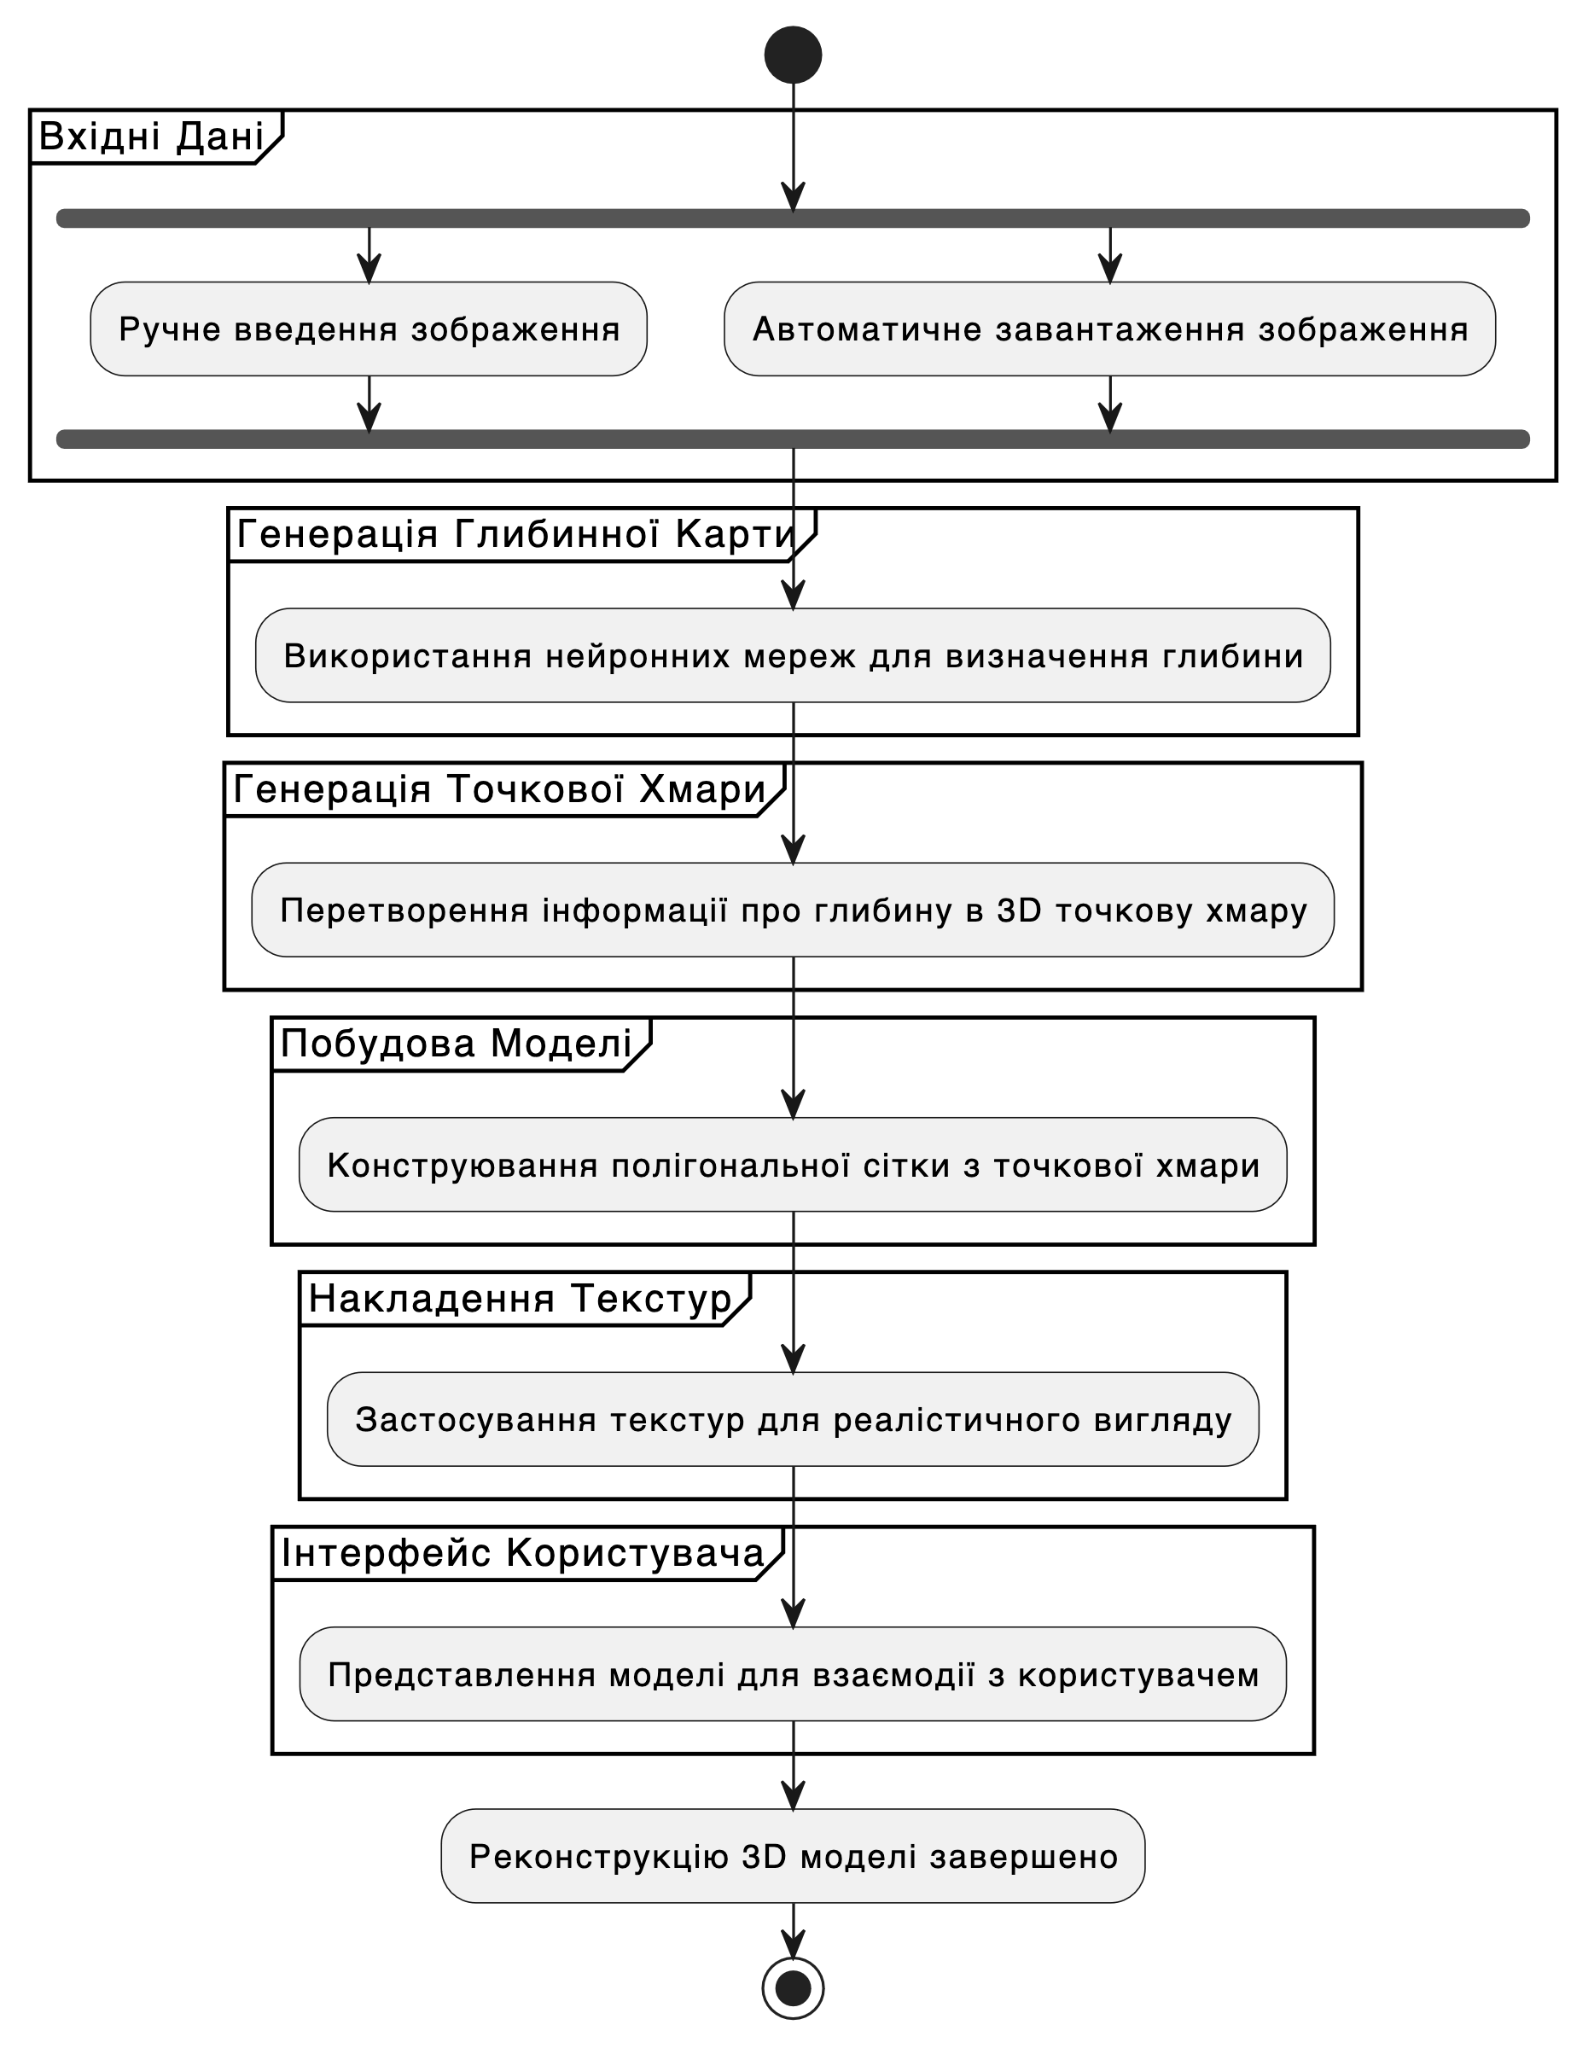 Вхідні Дані
Ручне введення зображення
Автоматичне завантаження зображення
Генерація Глибинної Карти
Використання нейронних мереж для визначення глибини
Генерація Точкової Хмари
Перетворення інформації про глибину в 3D точкову хмару
Побудова Моделі
Конструювання полігональної сітки з точкової хмари
Накладення Текстур
Застосування текстур для реалістичного вигляду
Інтерфейс Користувача
Представлення моделі для взаємодії з користувачем
Реконструкцію 3D моделі завершено